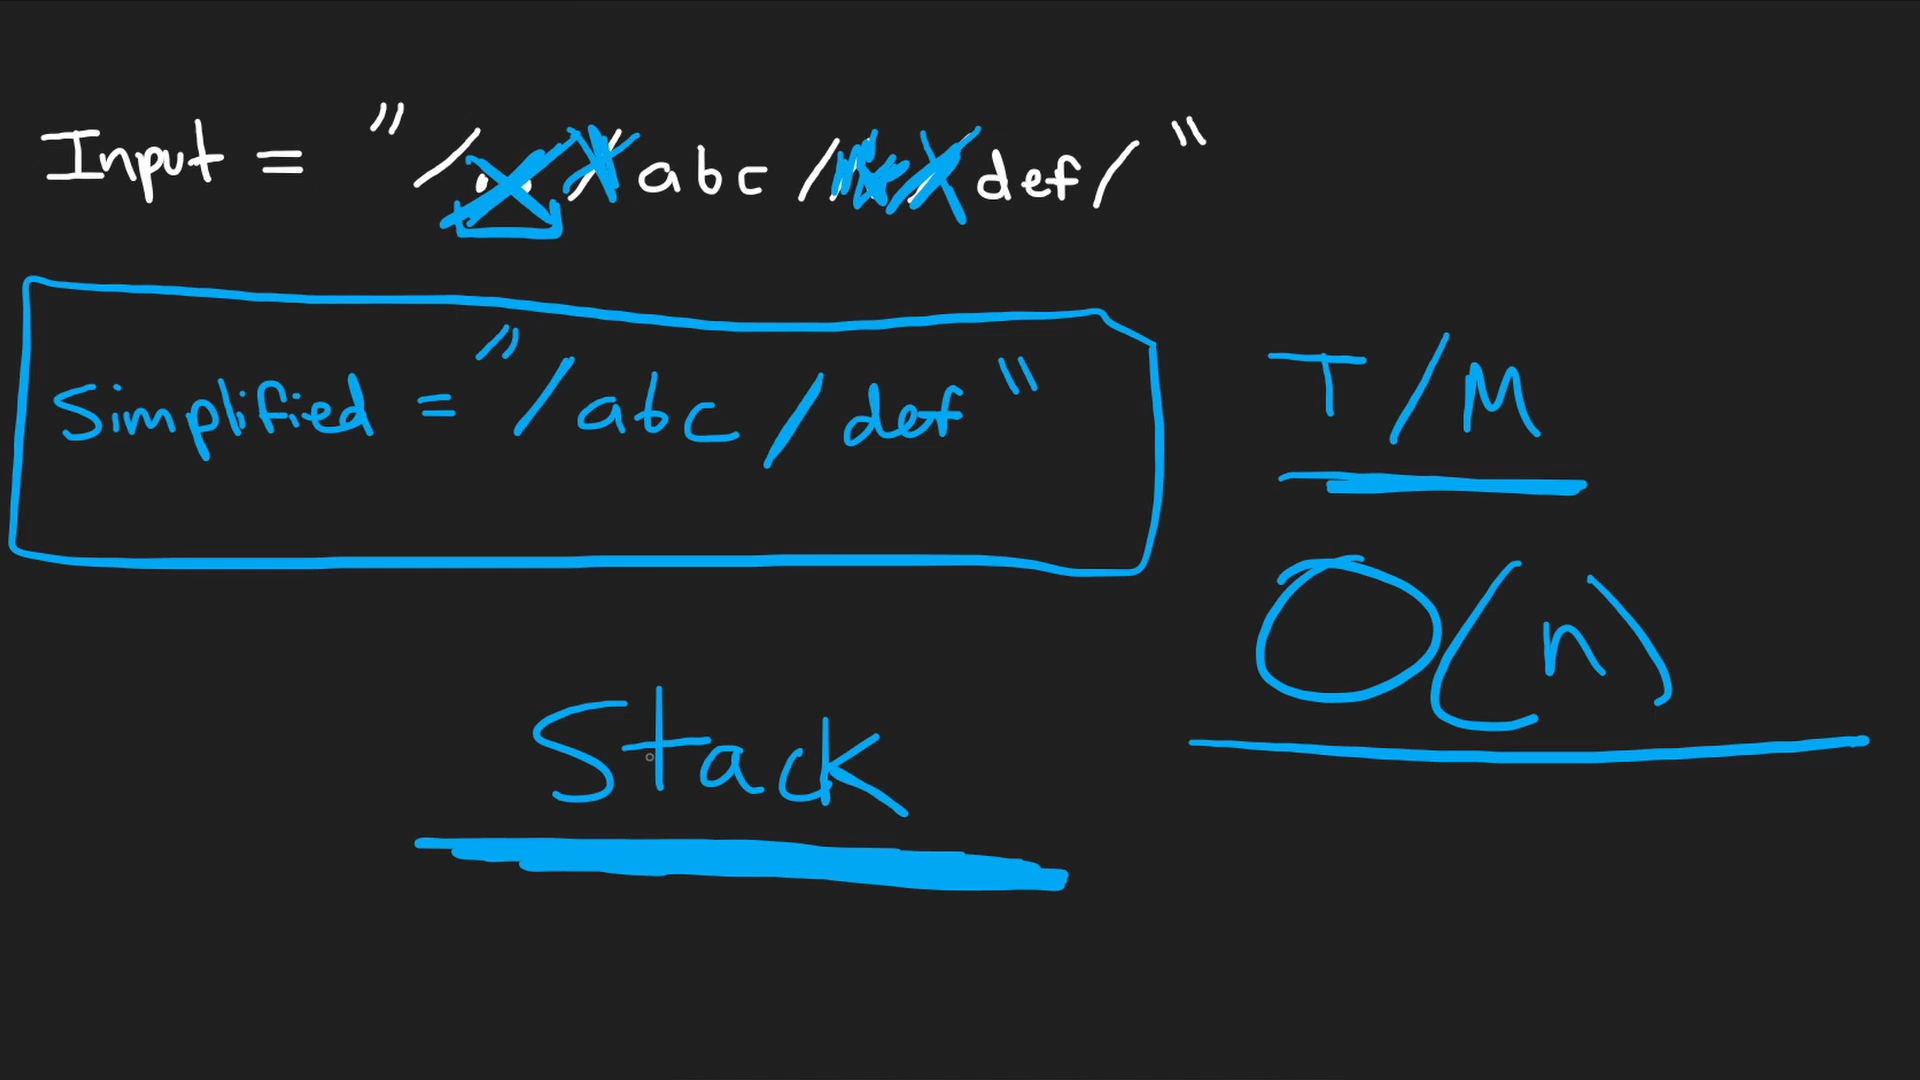 Input = "/../abc/def/"
Simplified = "/abc/def"
T/M
O(n)
Stack